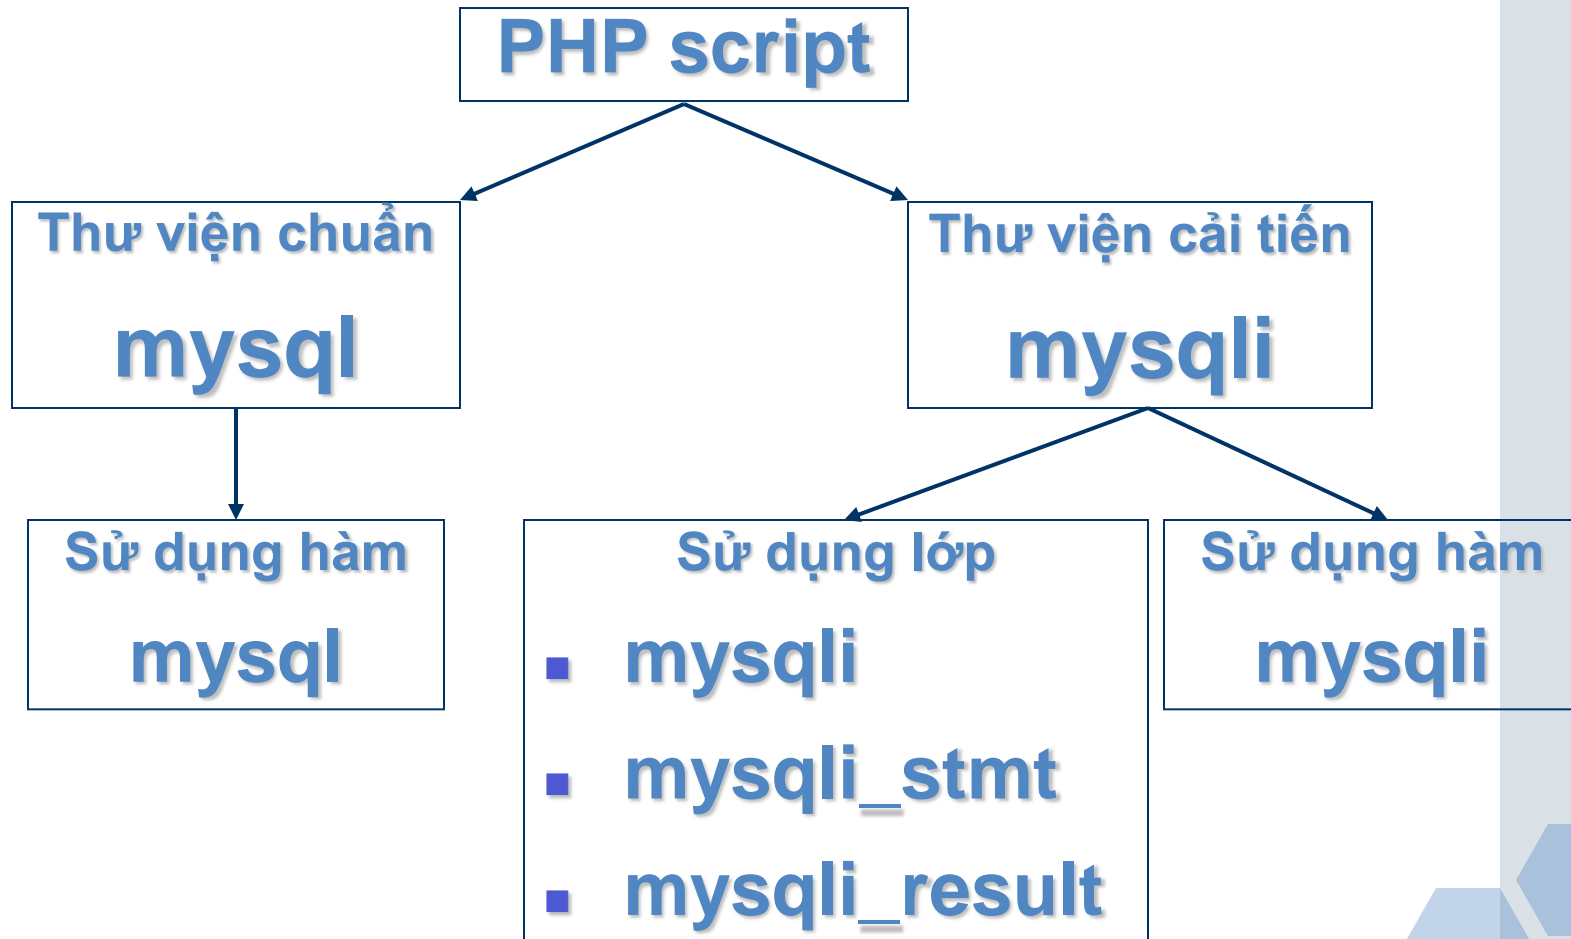 PHP script
Thư viện chuẩn
mysql
Thư viện cải tiến
mysqli
Sử dụng hàm
mysql
Sử dụng lớp
▪ mysqli
▪ mysqli_stmt
▪ mysqli_result
Sử dụng hàm
mysqli